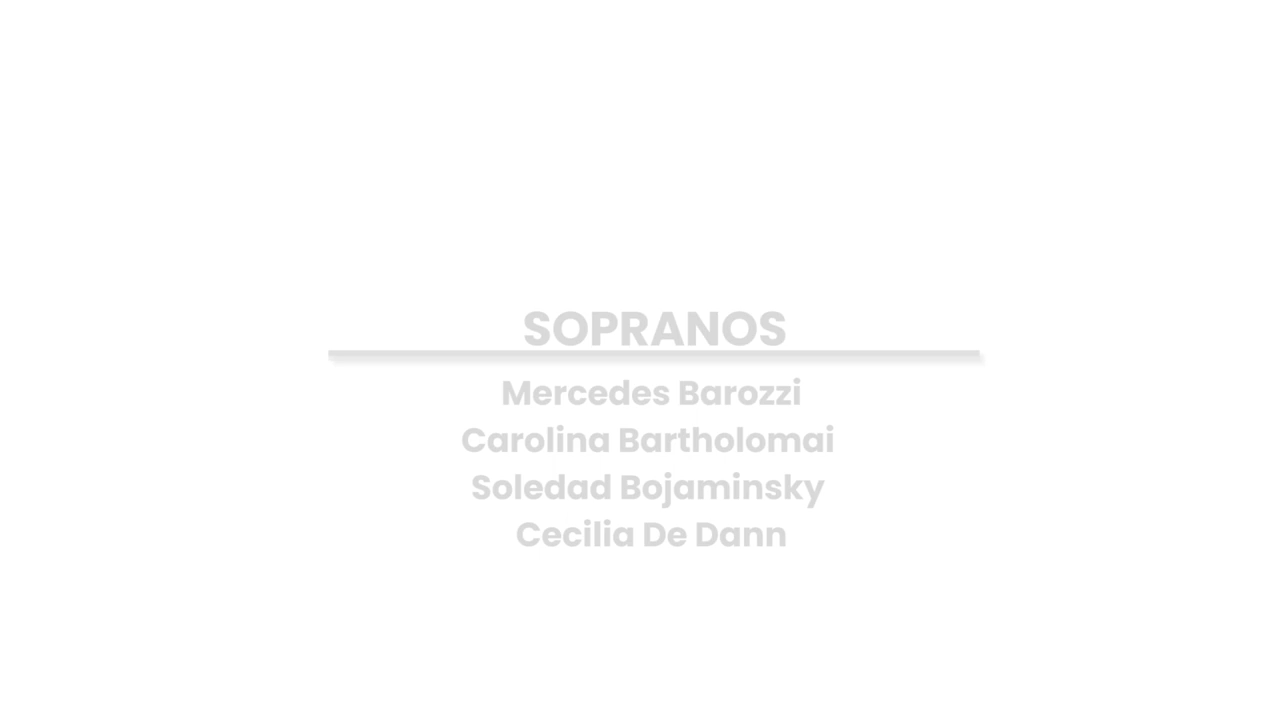 SOPRANOS
Mercedes Barozzi
Carolina Bartholomai
Soledad Bojaminsky
Cecilia De Dann